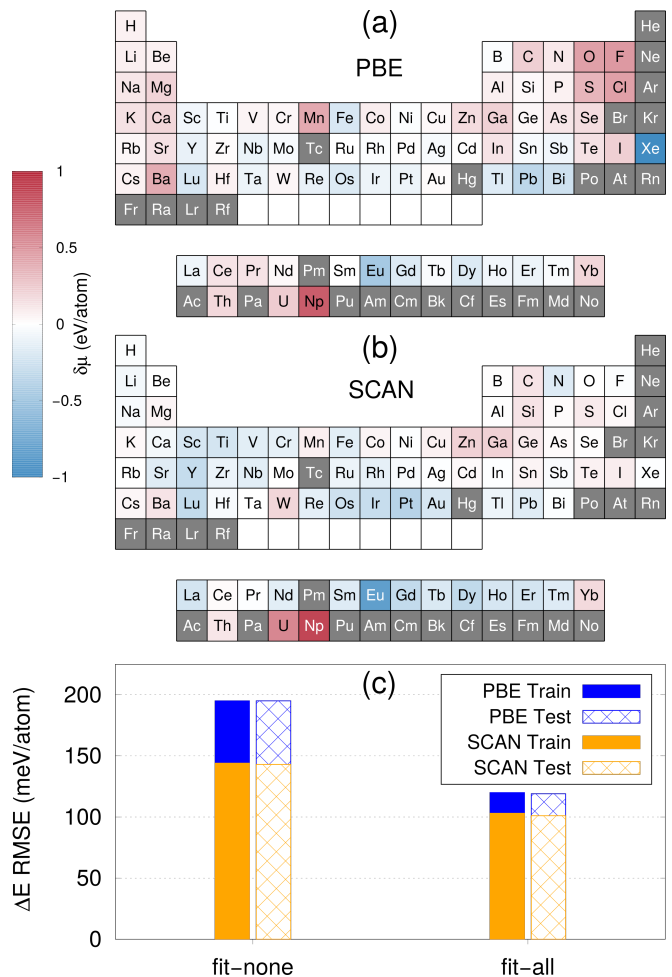 (a)
PBE
H He
Li Be B C N O F Ne
Na Mg Al Si P S Cl Ar
K Ca Sc Ti V Cr Mn Fe Co Ni Cu Zn Ga Ge As Se Br Kr
Rb Sr Y Zr Nb Mo Tc Ru Rh Pd Ag Cd In Sn Sb Te I Xe
Cs Ba Lu Hf Ta W Re Os Ir Pt Au Hg Tl Pb Bi Po At Rn
Fr Ra Lr Rf
La Ce Pr Nd Pm Sm Eu Gd Tb Dy Ho Er Tm Yb
Ac Th Pa U Np Pu Am Cm Bk Cf Es Fm Md No
1
0.5
0
−0.5
−1
δμ (eV/atom)
(b)
SCAN
H He
Li Be B C N O F Ne
Na Mg Al Si P S Cl Ar
K Ca Sc Ti V Cr Mn Fe Co Ni Cu Zn Ga Ge As Se Br Kr
Rb Sr Y Zr Nb Mo Tc Ru Rh Pd Ag Cd In Sn Sb Te I Xe
Cs Ba Lu Hf Ta W Re Os Ir Pt Au Hg Tl Pb Bi Po At Rn
Fr Ra Lr Rf
La Ce Pr Nd Pm Sm Eu Gd Tb Dy Ho Er Tm Yb
Ac Th Pa U Np Pu Am Cm Bk Cf Es Fm Md No
(c)
PBE Train
PBE Test
SCAN Train
SCAN Test
200
150
100
50
0
ΔE RMSE (meV/atom)
fit−none fit−all